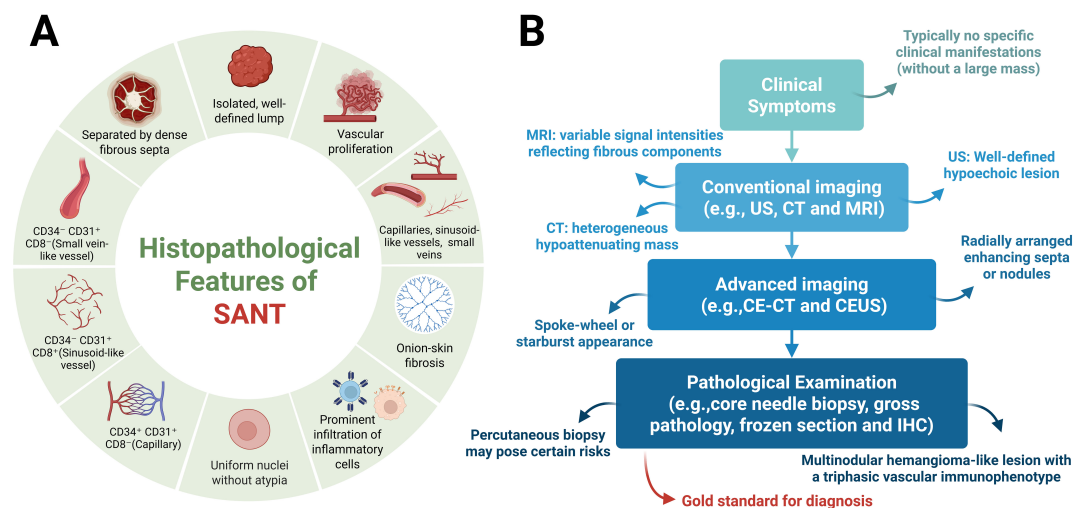 A
Isolated, well-
defined lump
Vascular
proliferation
Capillaries, sinusoid-
like vessels, small
veins
Onion-skin
fibrosis
Prominent
infiltration of
inflammatory
cells
Uniform nuclei
without atypia
CD34⁺ CD31⁺
CD8⁻(Capillary)
CD34⁻ CD31⁺
CD8⁺(Sinusoid-like
vessel)
CD34⁻ CD31⁺
CD8⁻(Small vein-
like vessel)
Separated by dense
fibrous septa
Histopathological
Features of
SANT
B
Clinical
Symptoms
Typically no specific
clinical manifestations
(without a large mass)
MRI: variable signal intensities
reflecting fibrous components
Conventional imaging
(e.g., US, CT and MRI)
US: Well-defined
hypoechoic lesion
CT: heterogeneous
hypoattenuating mass
Advanced imaging
(e.g.,CE-CT and CEUS)
Radially arranged
enhancing septa
or nodules
Spoke-wheel or
starburst appearance
Pathological Examination
(e.g.,core needle biopsy, gross
pathology, frozen section and IHC)
Percutaneous biopsy
may pose certain risks
Multinodular hemangioma-like lesion with
a triphasic vascular immunophenotype
Gold standard for diagnosis